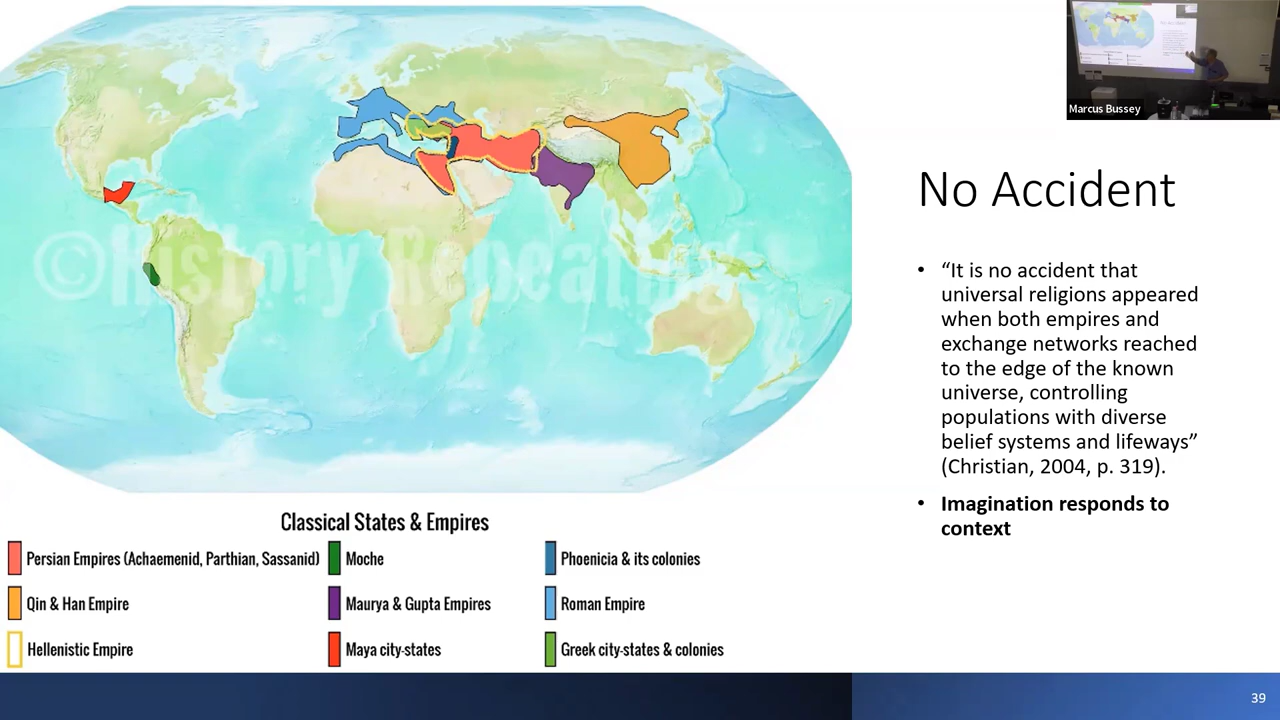 Marcus Bussey
©History Repeating
No Accident
• “It is no accident that
universal religions appeared
when both empires and
exchange networks reached
to the edge of the known
universe, controlling
populations with diverse
belief systems and lifeways”
(Christian, 2004, p. 319).
• Imagination responds to
context
Classical States & Empires
Persian Empires (Achaemenid, Parthian, Sassanid)
Moche
Phoenicia & its colonies
Qin & Han Empire
Maurya & Gupta Empires
Roman Empire
Hellenistic Empire
Maya city-states
Greek city-states & colonies
39